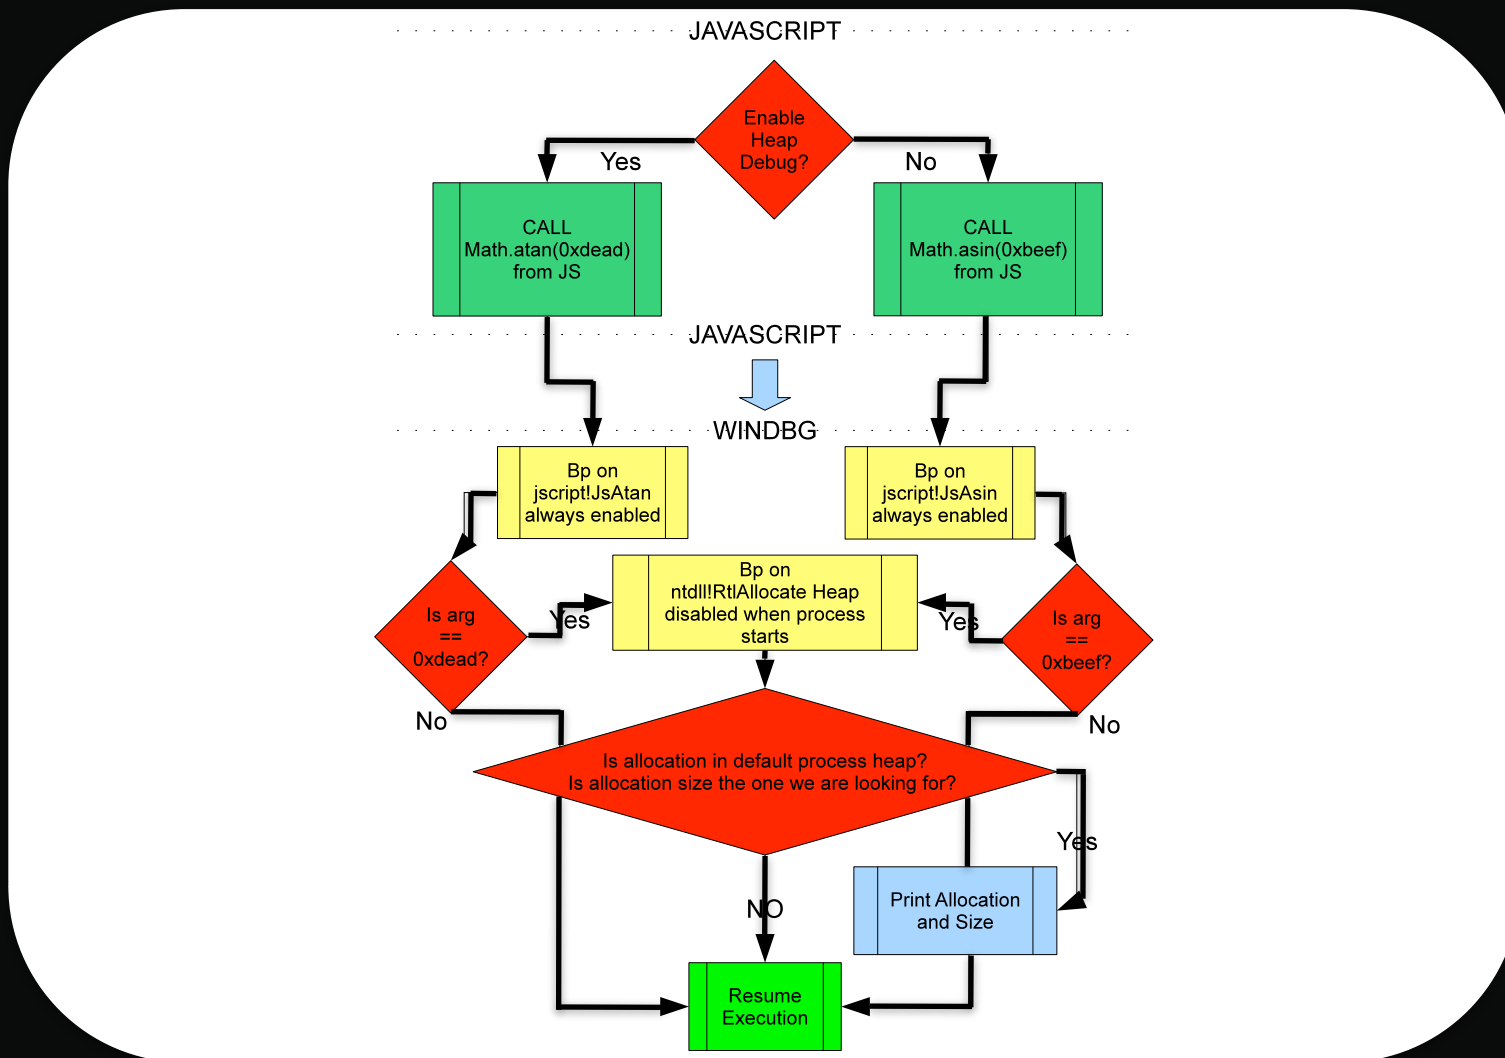 JAVASCRIPT
Enable
Heap
Debug?
Yes
No
CALL
Math.atan(0xdead)
from JS
CALL
Math.asin(0xbeef)
from JS
JAVASCRIPT
WINDBG
Bp on
jscript!JsAtan
always enabled
Bp on
jscript!JsAsin
always enabled
Bp on
ntdll!RtlAllocate Heap
disabled when process
starts
Is arg
==
0xdead?
Yes
Yes
Is arg
==
0xbeef?
No
No
Is allocation in default process heap?
Is allocation size the one we are looking for?
Yes
Print Allocation
and Size
NO
Resume
Execution